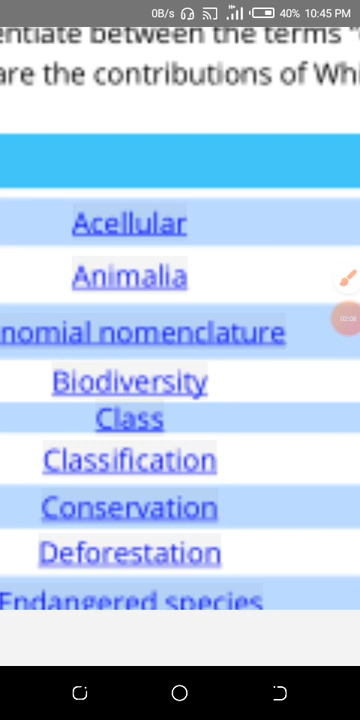 0B/s 40% 10:45 PM
entiate between the terms "
are the contributions of Whi
Acellular
Animalia
nomial nomenclature
Biodiversity
Class
Classification
Conservation
Deforestation
Endangered species